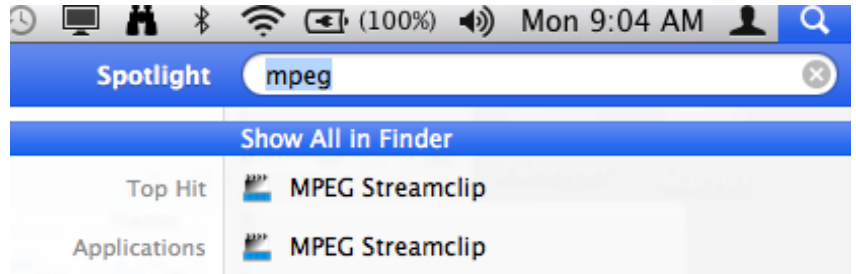 (100%) Mon 9:04 AM
Spotlight mpeg
Show All in Finder
Top Hit MPEG Streamclip
Applications MPEG Streamclip